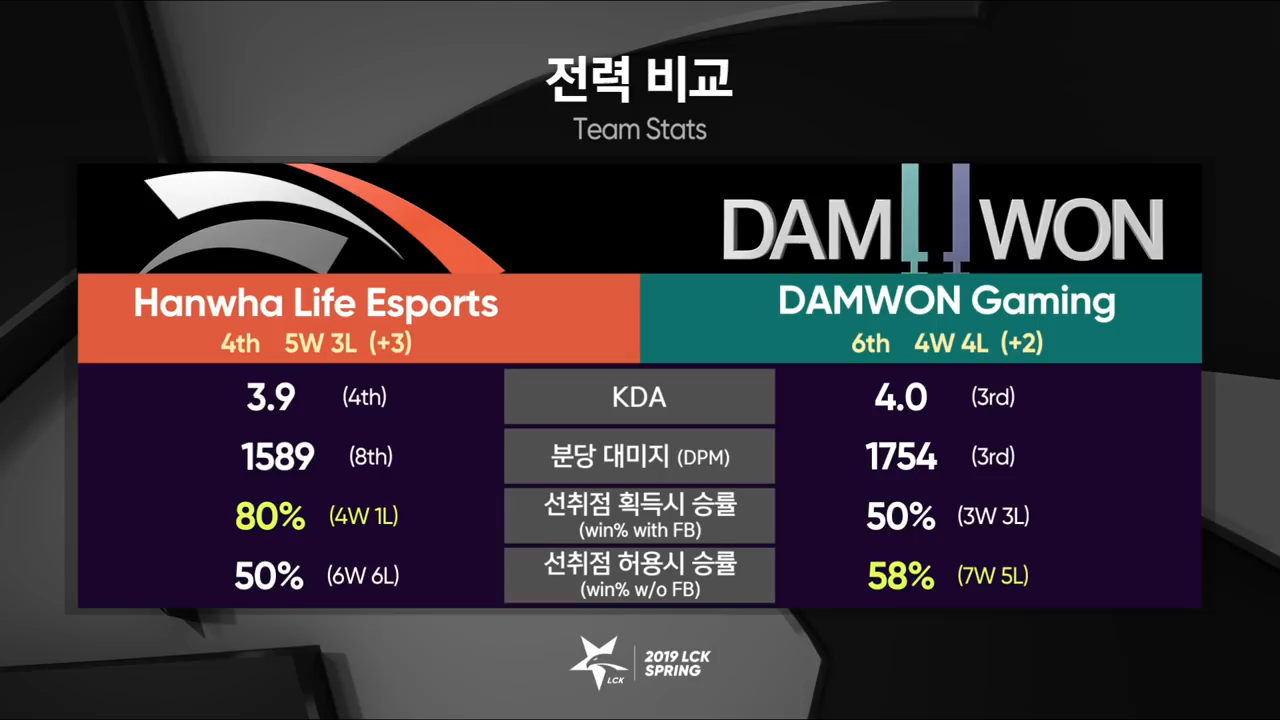 전력 비교
Team Stats
DAMWON
Hanwha Life Esports
DAMWON Gaming
4th 5W 3L (+3)
6th 4W 4L (+2)
3.9 (4th) KDA 4.0 (3rd)
1589 (8th) 분당 대미지 (DPM) 1754 (3rd)
80% (4W 1L) 선취점 획득시 승률 50% (3W 3L)
(win% with FB)
50% (6W 6L) 선취점 허용시 승률 58% (7W 5L)
(win% w/o FB)
LCK
2019 LCK
SPRING